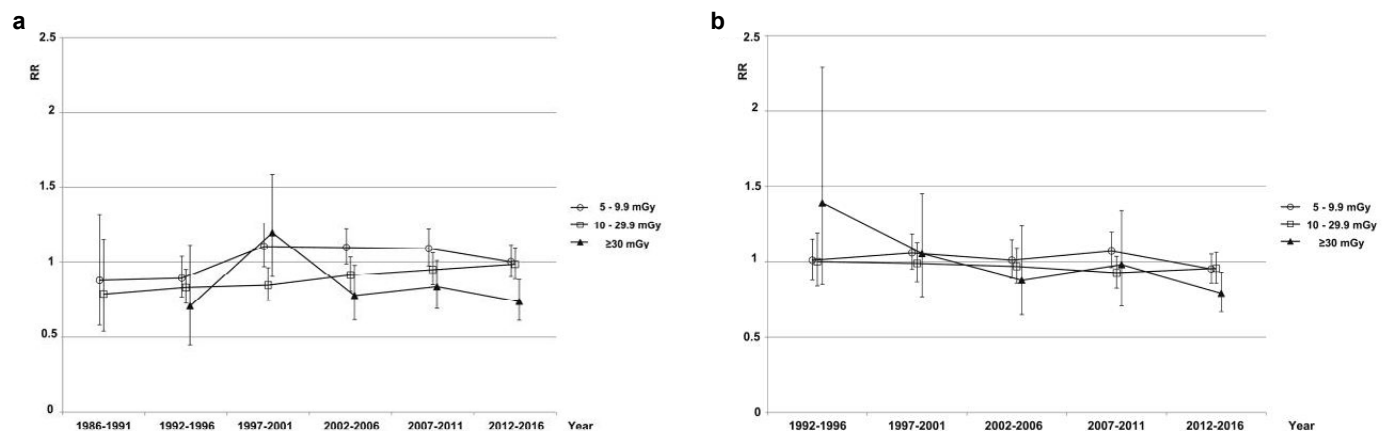 a
2.5
RR
2
1.5
1
0.5
0
1986-1991 1992-1996 1997-2001 2002-2006 2007-2011 2012-2016 Year
5 - 9.9 mGy
10 - 29.9 mGy
≥30 mGy
b
2.5
RR
2
1.5
1
0.5
0
1992-1996 1997-2001 2002-2006 2007-2011 2012-2016 Year
5 - 9.9 mGy
10 - 29.9 mGy
≥30 mGy